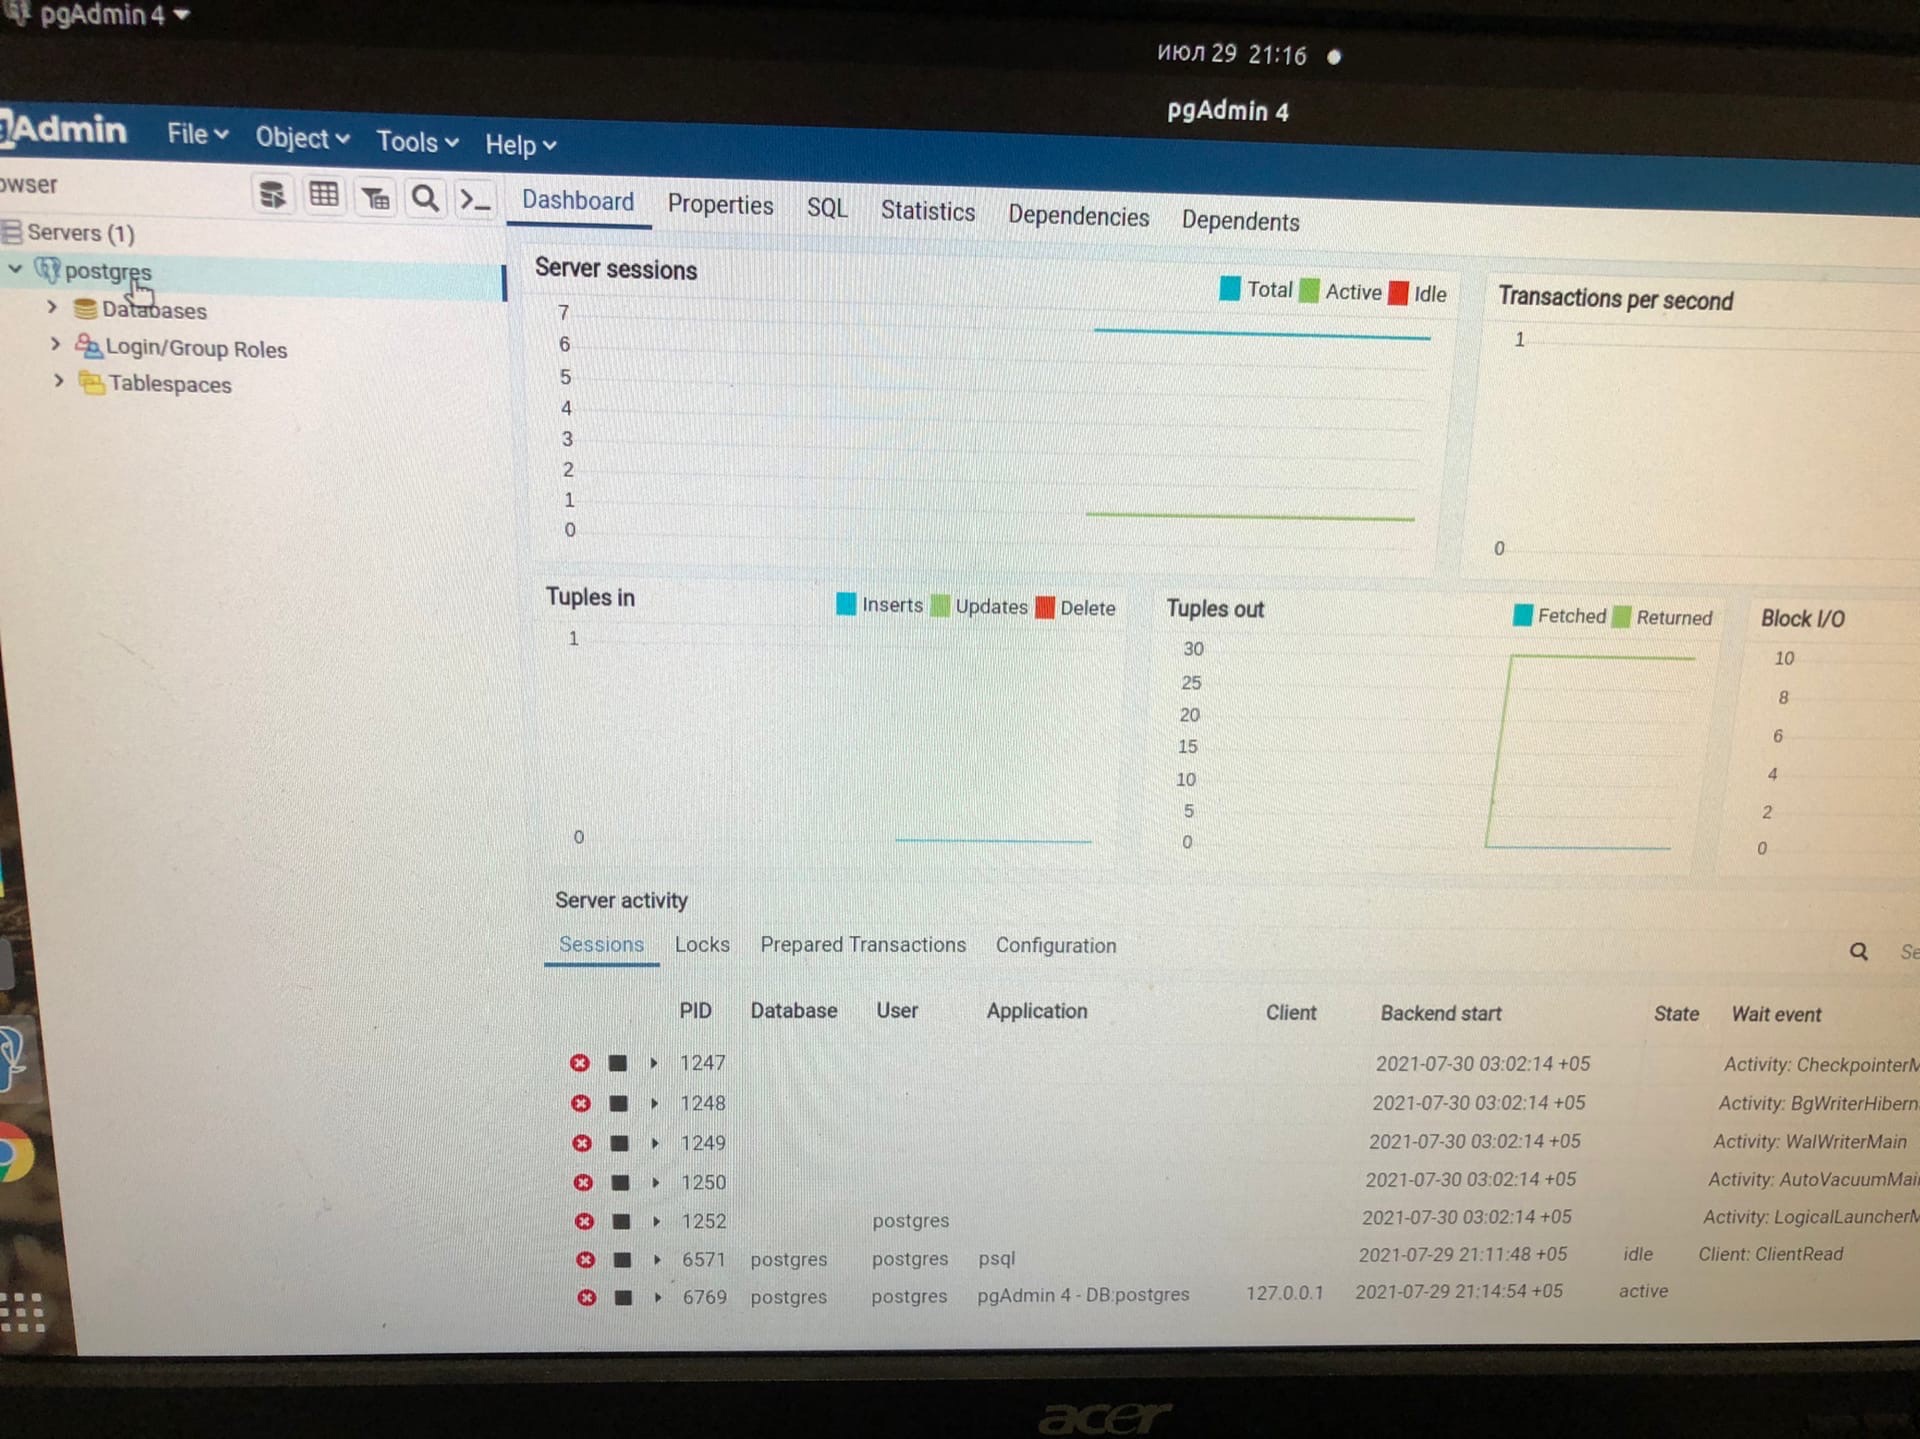 pgAdmin 4
июл 29 21:16
pgAdmin 4
Admin File Object Tools Help
owser
Dashboard Properties SQL Statistics Dependencies Dependents
Servers (1)
postgres
Databases
Login/Group Roles
Tablespaces
Server sessions
Total Active Idle
7
6
5
4
3
2
1
0
Transactions per second
1
0
Tuples in
Inserts Updates Delete
1
0
Tuples out
Fetched Returned
30
25
20
15
10
5
0
Block I/O
10
8
6
4
2
0
Server activity
Sessions Locks Prepared Transactions Configuration
Se
PID Database User Application Client Backend start State Wait event
1247 2021-07-30 03:02:14 +05 Activity: CheckpointerM
1248 2021-07-30 03:02:14 +05 Activity: BgWriterHibern
1249 2021-07-30 03:02:14 +05 Activity: WalWriterMain
1250 2021-07-30 03:02:14 +05 Activity: AutoVacuumMai
1252 postgres 2021-07-30 03:02:14 +05 Activity: LogicalLauncherM
6571 postgres postgres psql 2021-07-29 21:11:48 +05 idle Client: ClientRead
6769 postgres postgres pgAdmin 4 - DB:postgres 127.0.0.1 2021-07-29 21:14:54 +05 active
acer